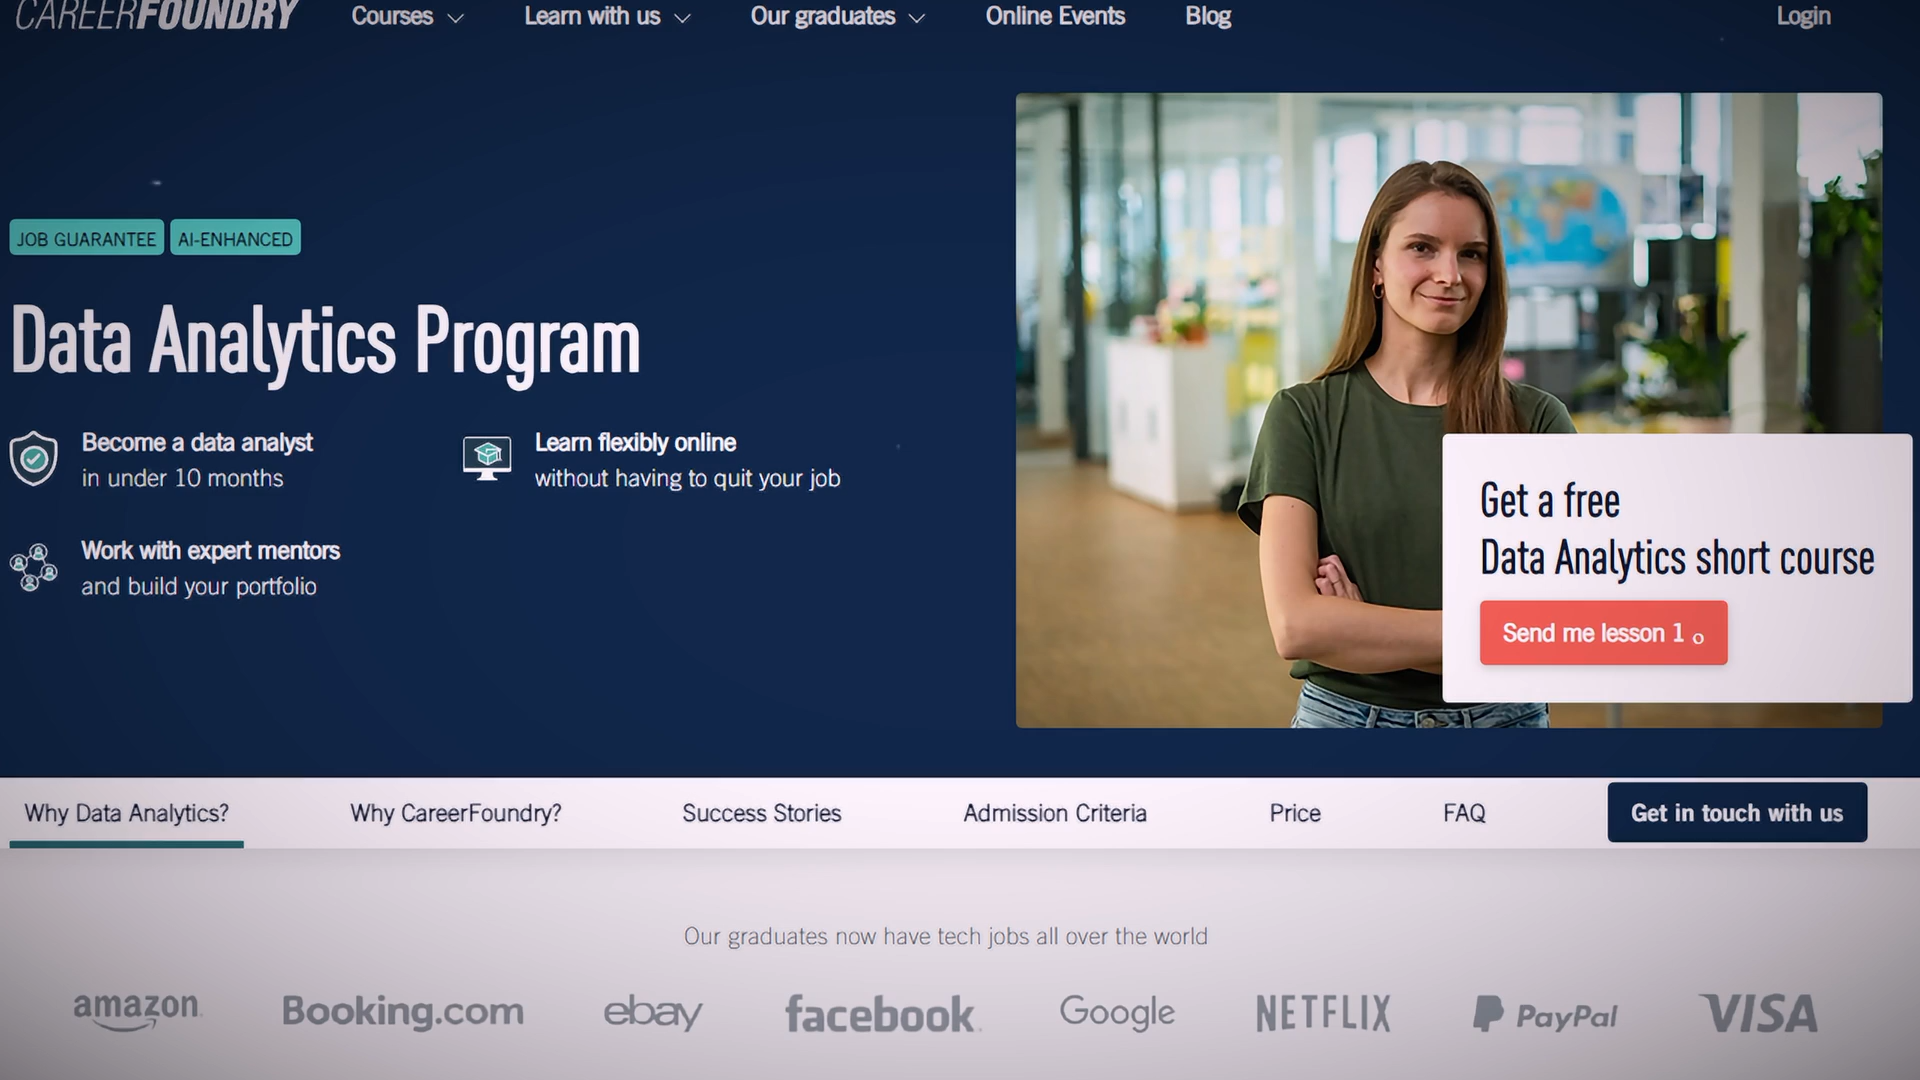 CAREERFOUNDRY
Courses
Learn with us
Our graduates
Online Events
Blog
Login
JOB GUARANTEE
AI-ENHANCED
Data Analytics Program
Become a data analyst
in under 10 months
Learn flexibly online
without having to quit your job
Work with expert mentors
and build your portfolio
Get a free
Data Analytics short course
Send me lesson 1
Why Data Analytics?
Why CareerFoundry?
Success Stories
Admission Criteria
Price
FAQ
Get in touch with us
Our graduates now have tech jobs all over the world
amazon
Booking.com
ebay
facebook
Google
NETFLIX
PayPal
VISA